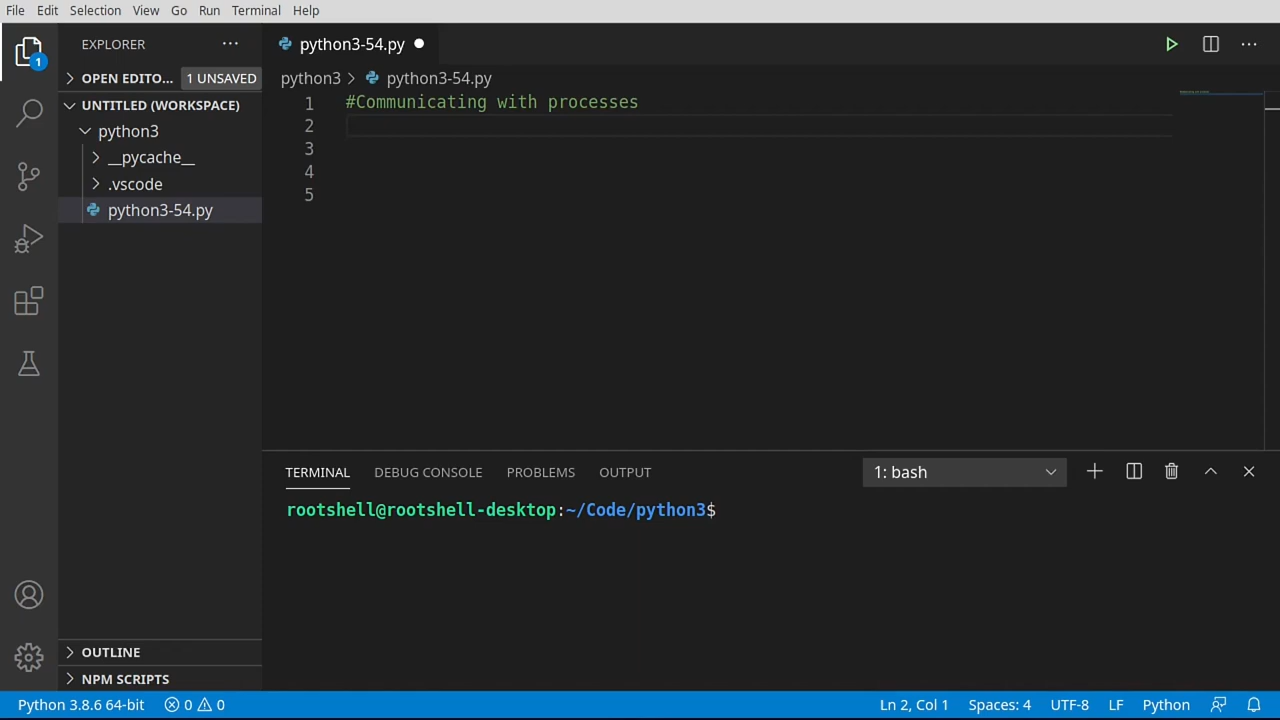 File Edit Selection View Go Run Terminal Help
1
EXPLORER
OPEN EDITO... 1 UNSAVED
UNTITLED (WORKSPACE)
python3
__pycache__
.vscode
python3-54.py
OUTLINE
NPM SCRIPTS
python3-54.py
python3 > python3-54.py
1 #Communicating with processes
2
3
4
5
TERMINAL DEBUG CONSOLE PROBLEMS OUTPUT 1: bash
rootshell@rootshell-desktop:~/Code/python3$
Python 3.8.6 64-bit 0 0 Ln 2, Col 1 Spaces: 4 UTF-8 LF Python